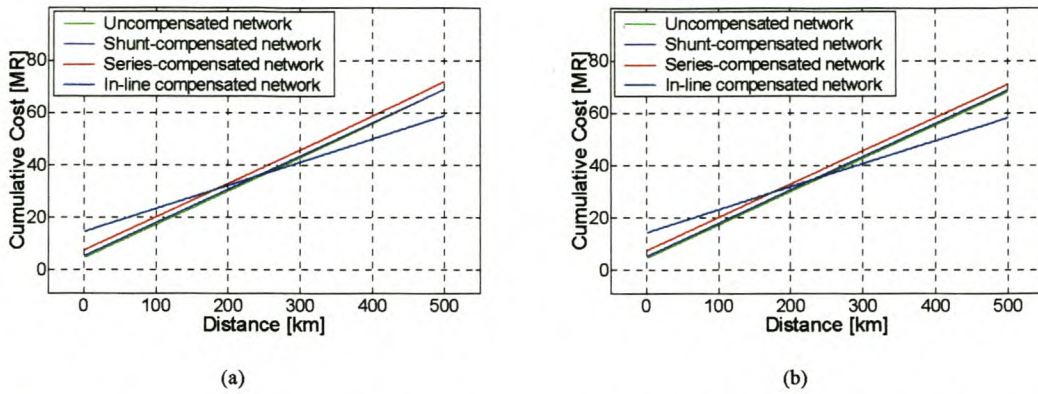 Uncompensated network
Shunt-compensated network
Series-compensated network
In-line compensated network
Cumulative Cost [MR]
80
60
40
20
0
0 100 200 300 400 500
Distance [km]
(a)
Uncompensated network
Shunt-compensated network
Series-compensated network
In-line compensated network
Cumulative Cost [MR]
80
60
40
20
0
0 100 200 300 400 500
Distance [km]
(b)